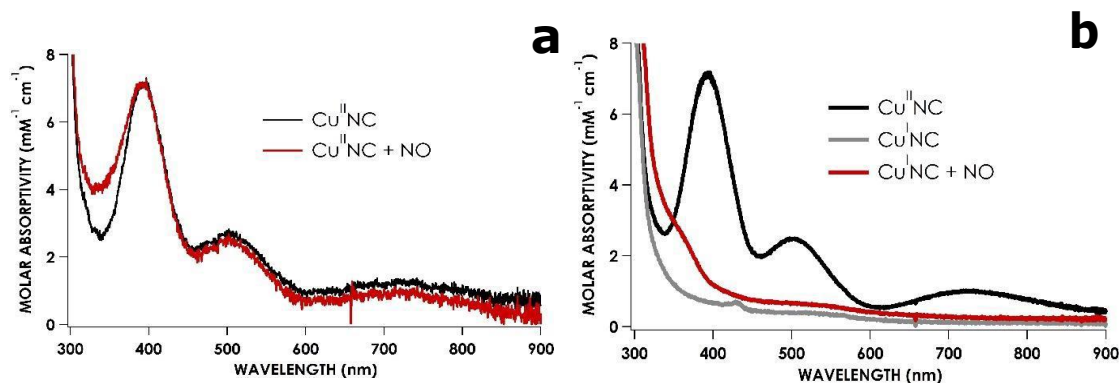 a
8
6
4
2
0
MOLAR ABSORPTIVITY (mM⁻¹ cm⁻¹)
Cu^II NC
Cu^II NC + NO
300 400 500 600 700 800 900
WAVELENGTH (nm)
b
8
6
4
2
0
MOLAR ABSORPTIVITY (mM⁻¹ cm⁻¹)
Cu^II NC
Cu^I NC
Cu^I NC + NO
300 400 500 600 700 800 900
WAVELENGTH (nm)